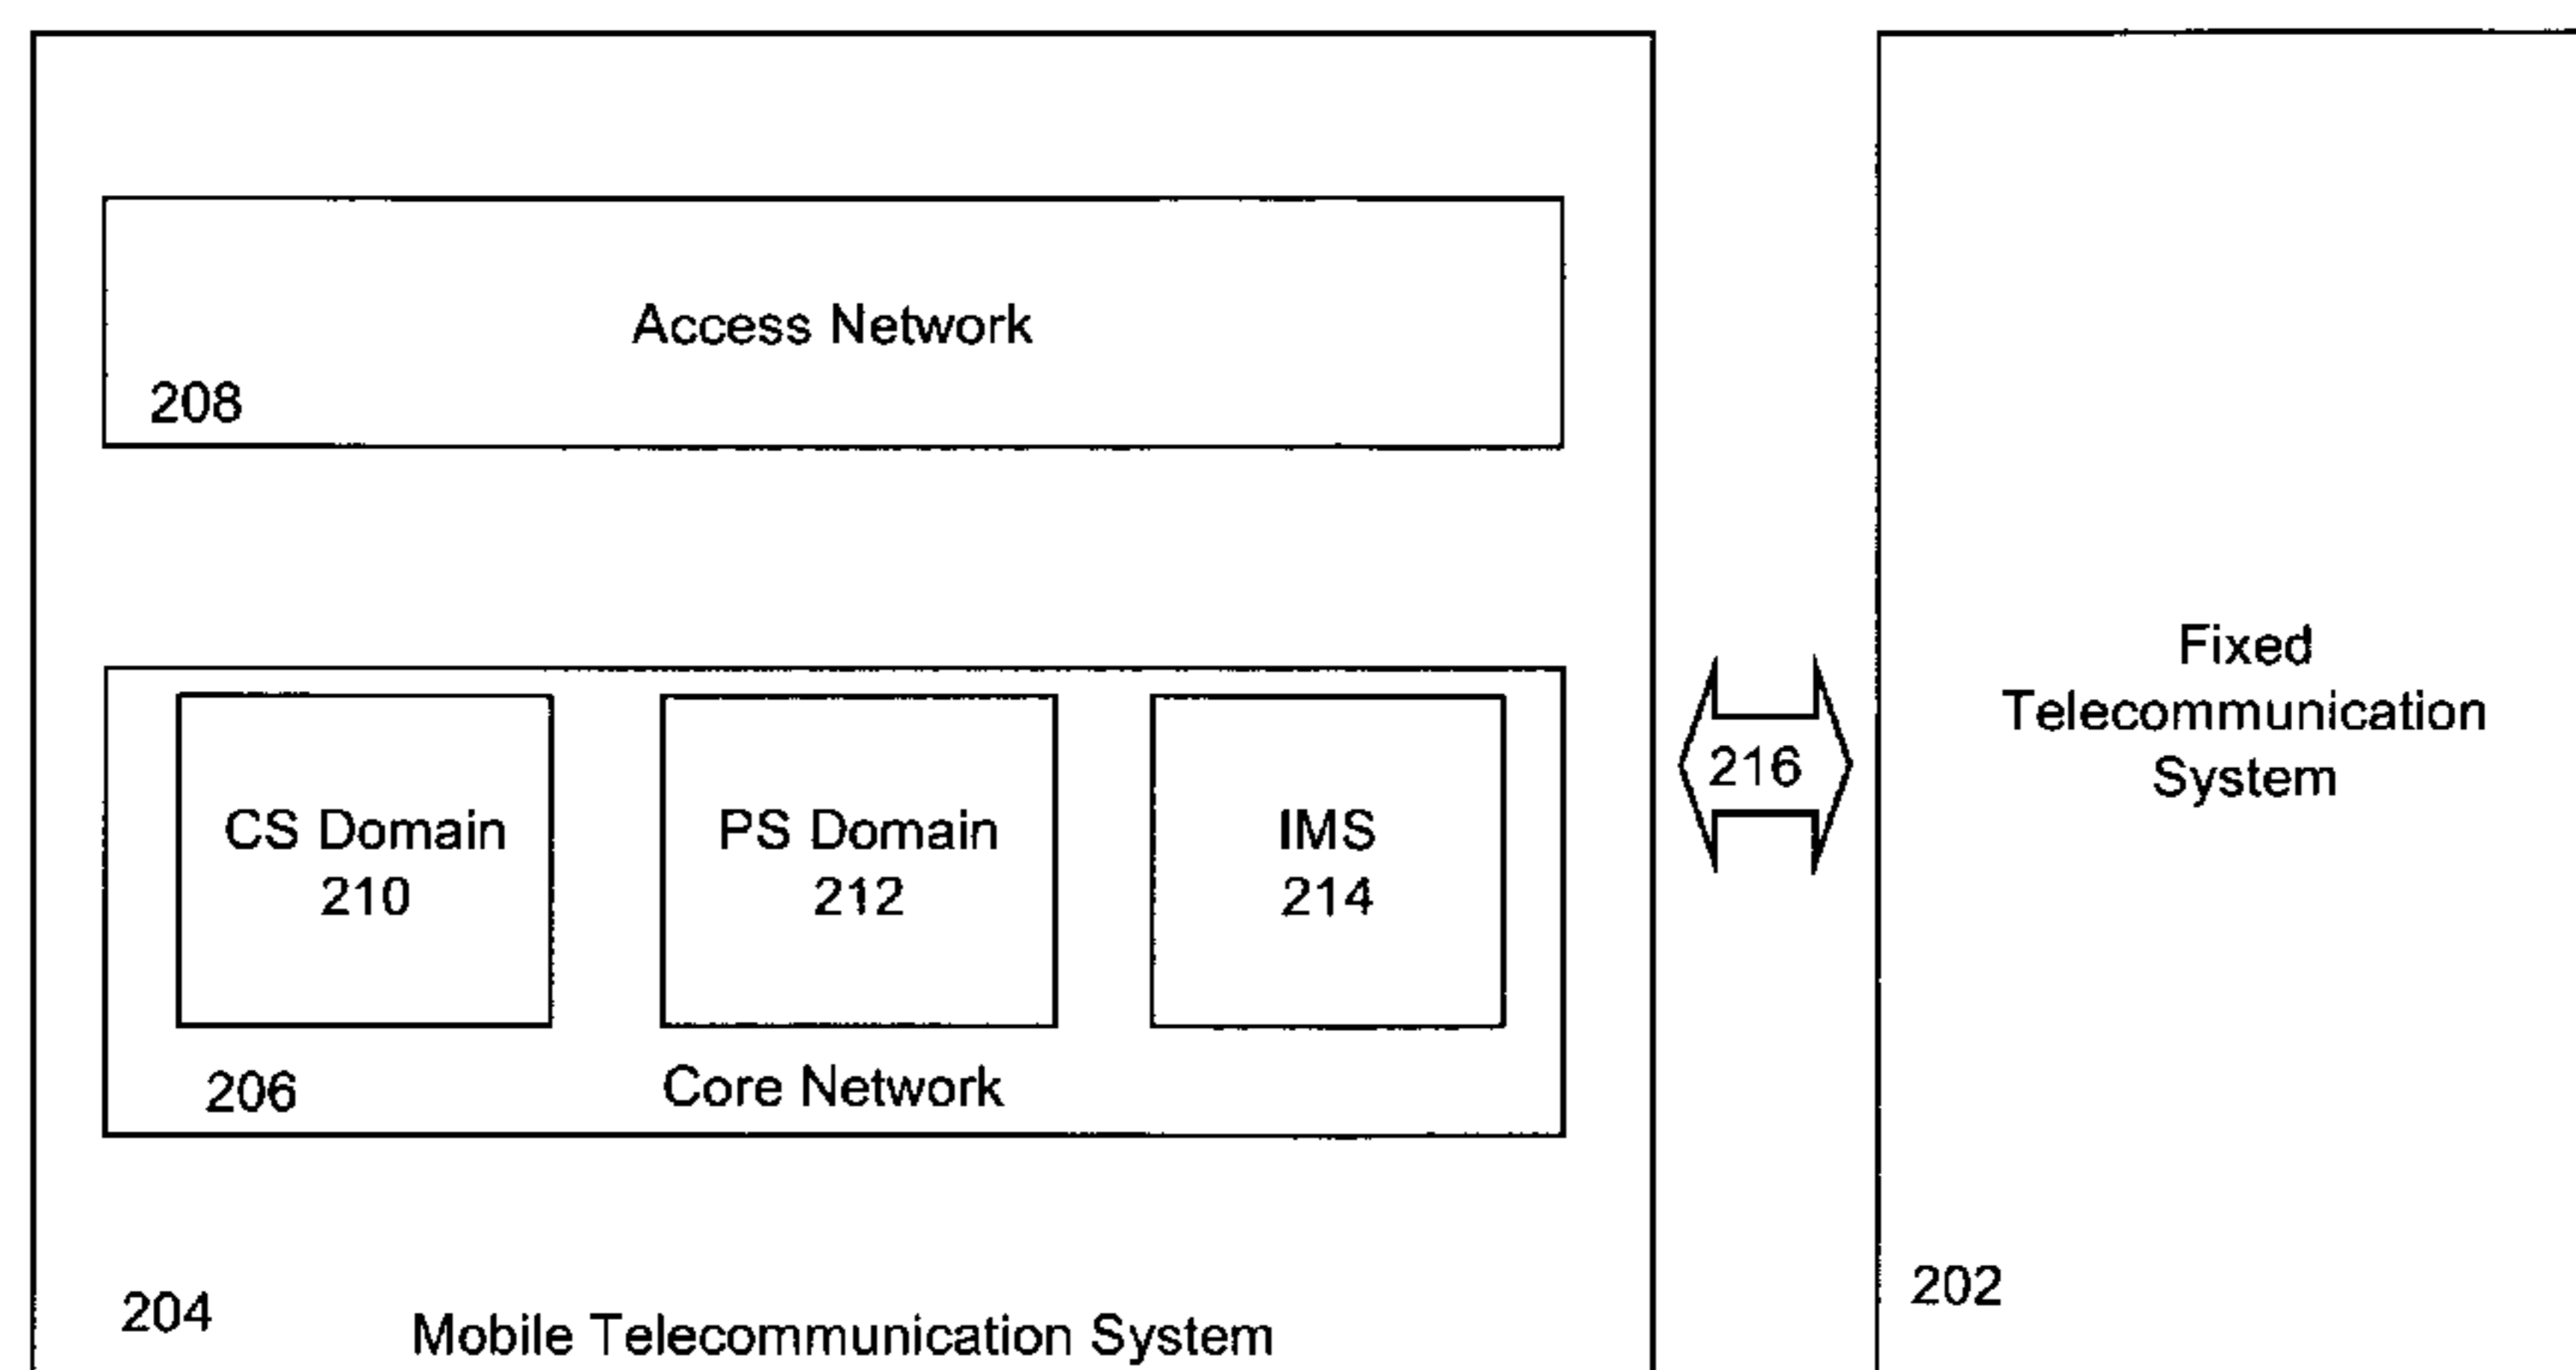 Access Network
208
CS Domain
210
PS Domain
212
IMS
214
206
Core Network
204
Mobile Telecommunication System
216
Fixed
Telecommunication
System
202